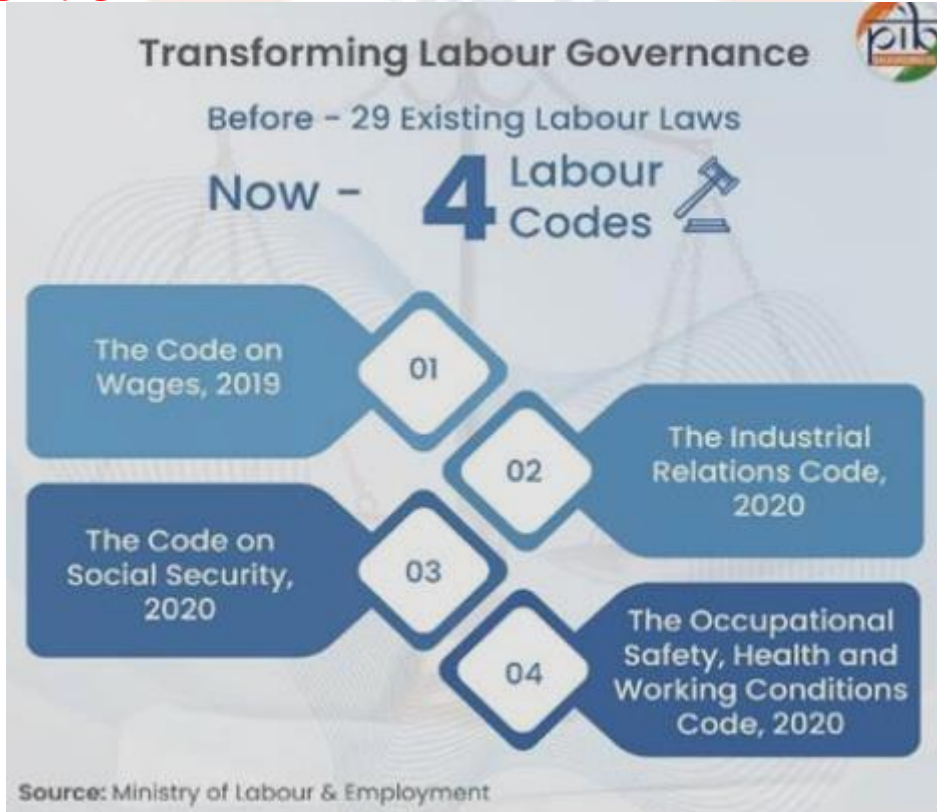 Transforming Labour Governance
pib
Before - 29 Existing Labour Laws
Now - 4 Labour
Codes
The Code on
Wages, 2019
01
02
The Industrial
Relations Code,
2020
The Code on
Social Security,
2020
03
04
The Occupational
Safety, Health and
Working Conditions
Code, 2020
Source: Ministry of Labour & Employment